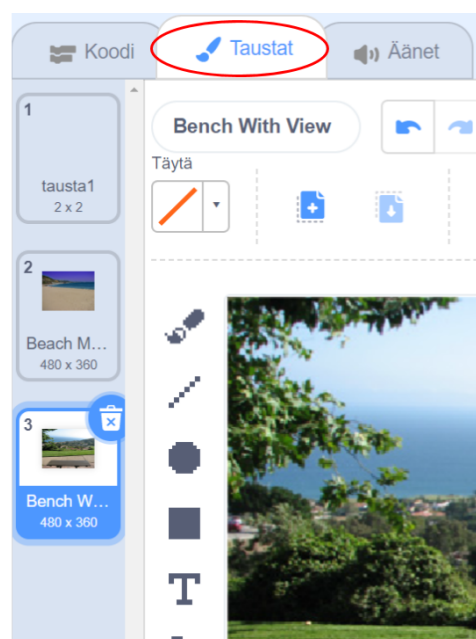 Koodi
Taustat
Äänet
1
tausta1
2 x 2
2
Beach M...
480 x 360
3
Bench W...
480 x 360
Bench With View
Täytä
T